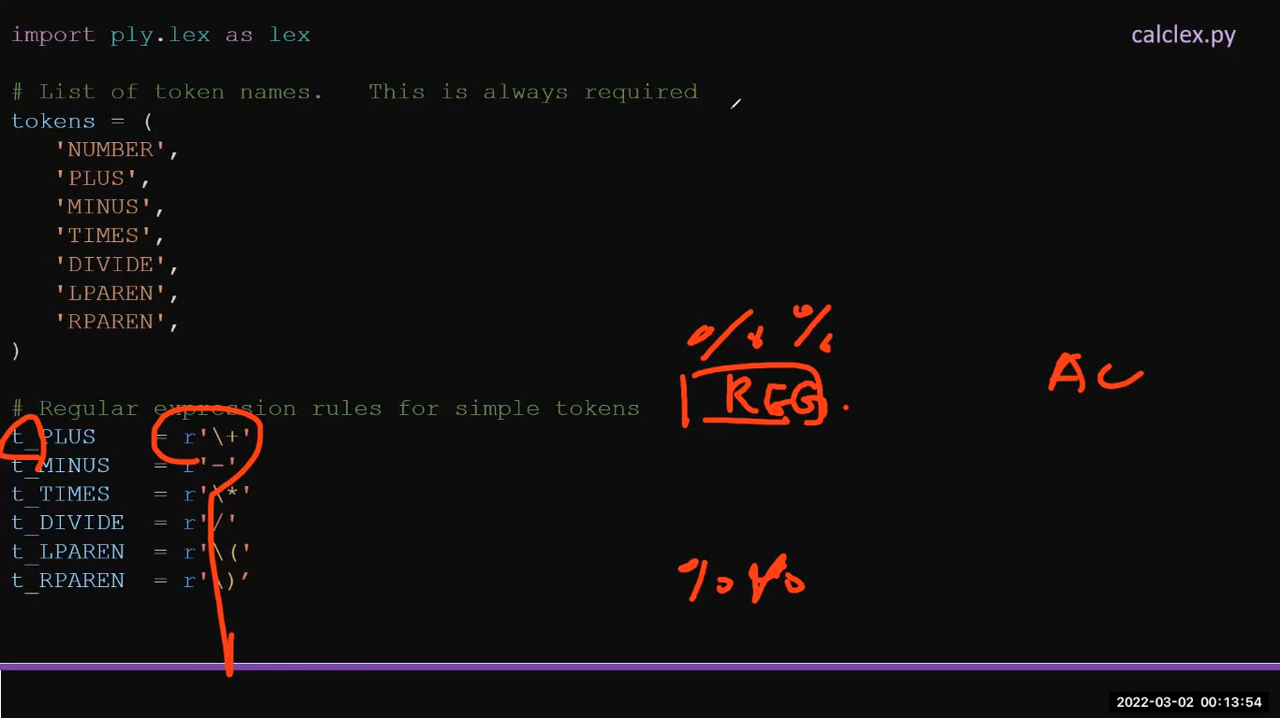 import ply.lex as lex
calclex.py
# List of token names.   This is always required
tokens = (
   'NUMBER',
   'PLUS',
   'MINUS',
   'TIMES',
   'DIVIDE',
   'LPAREN',
   'RPAREN',
)
%% %%
REG.
AC
# Regular expression rules for simple tokens
t_PLUS    = r'\+'
t_MINUS   = r'-'
t_TIMES   = r'\*'
t_DIVIDE  = r'/'
t_LPAREN  = r'\('
t_RPAREN  = r'\)’
%%
2022-03-02 00:13:54